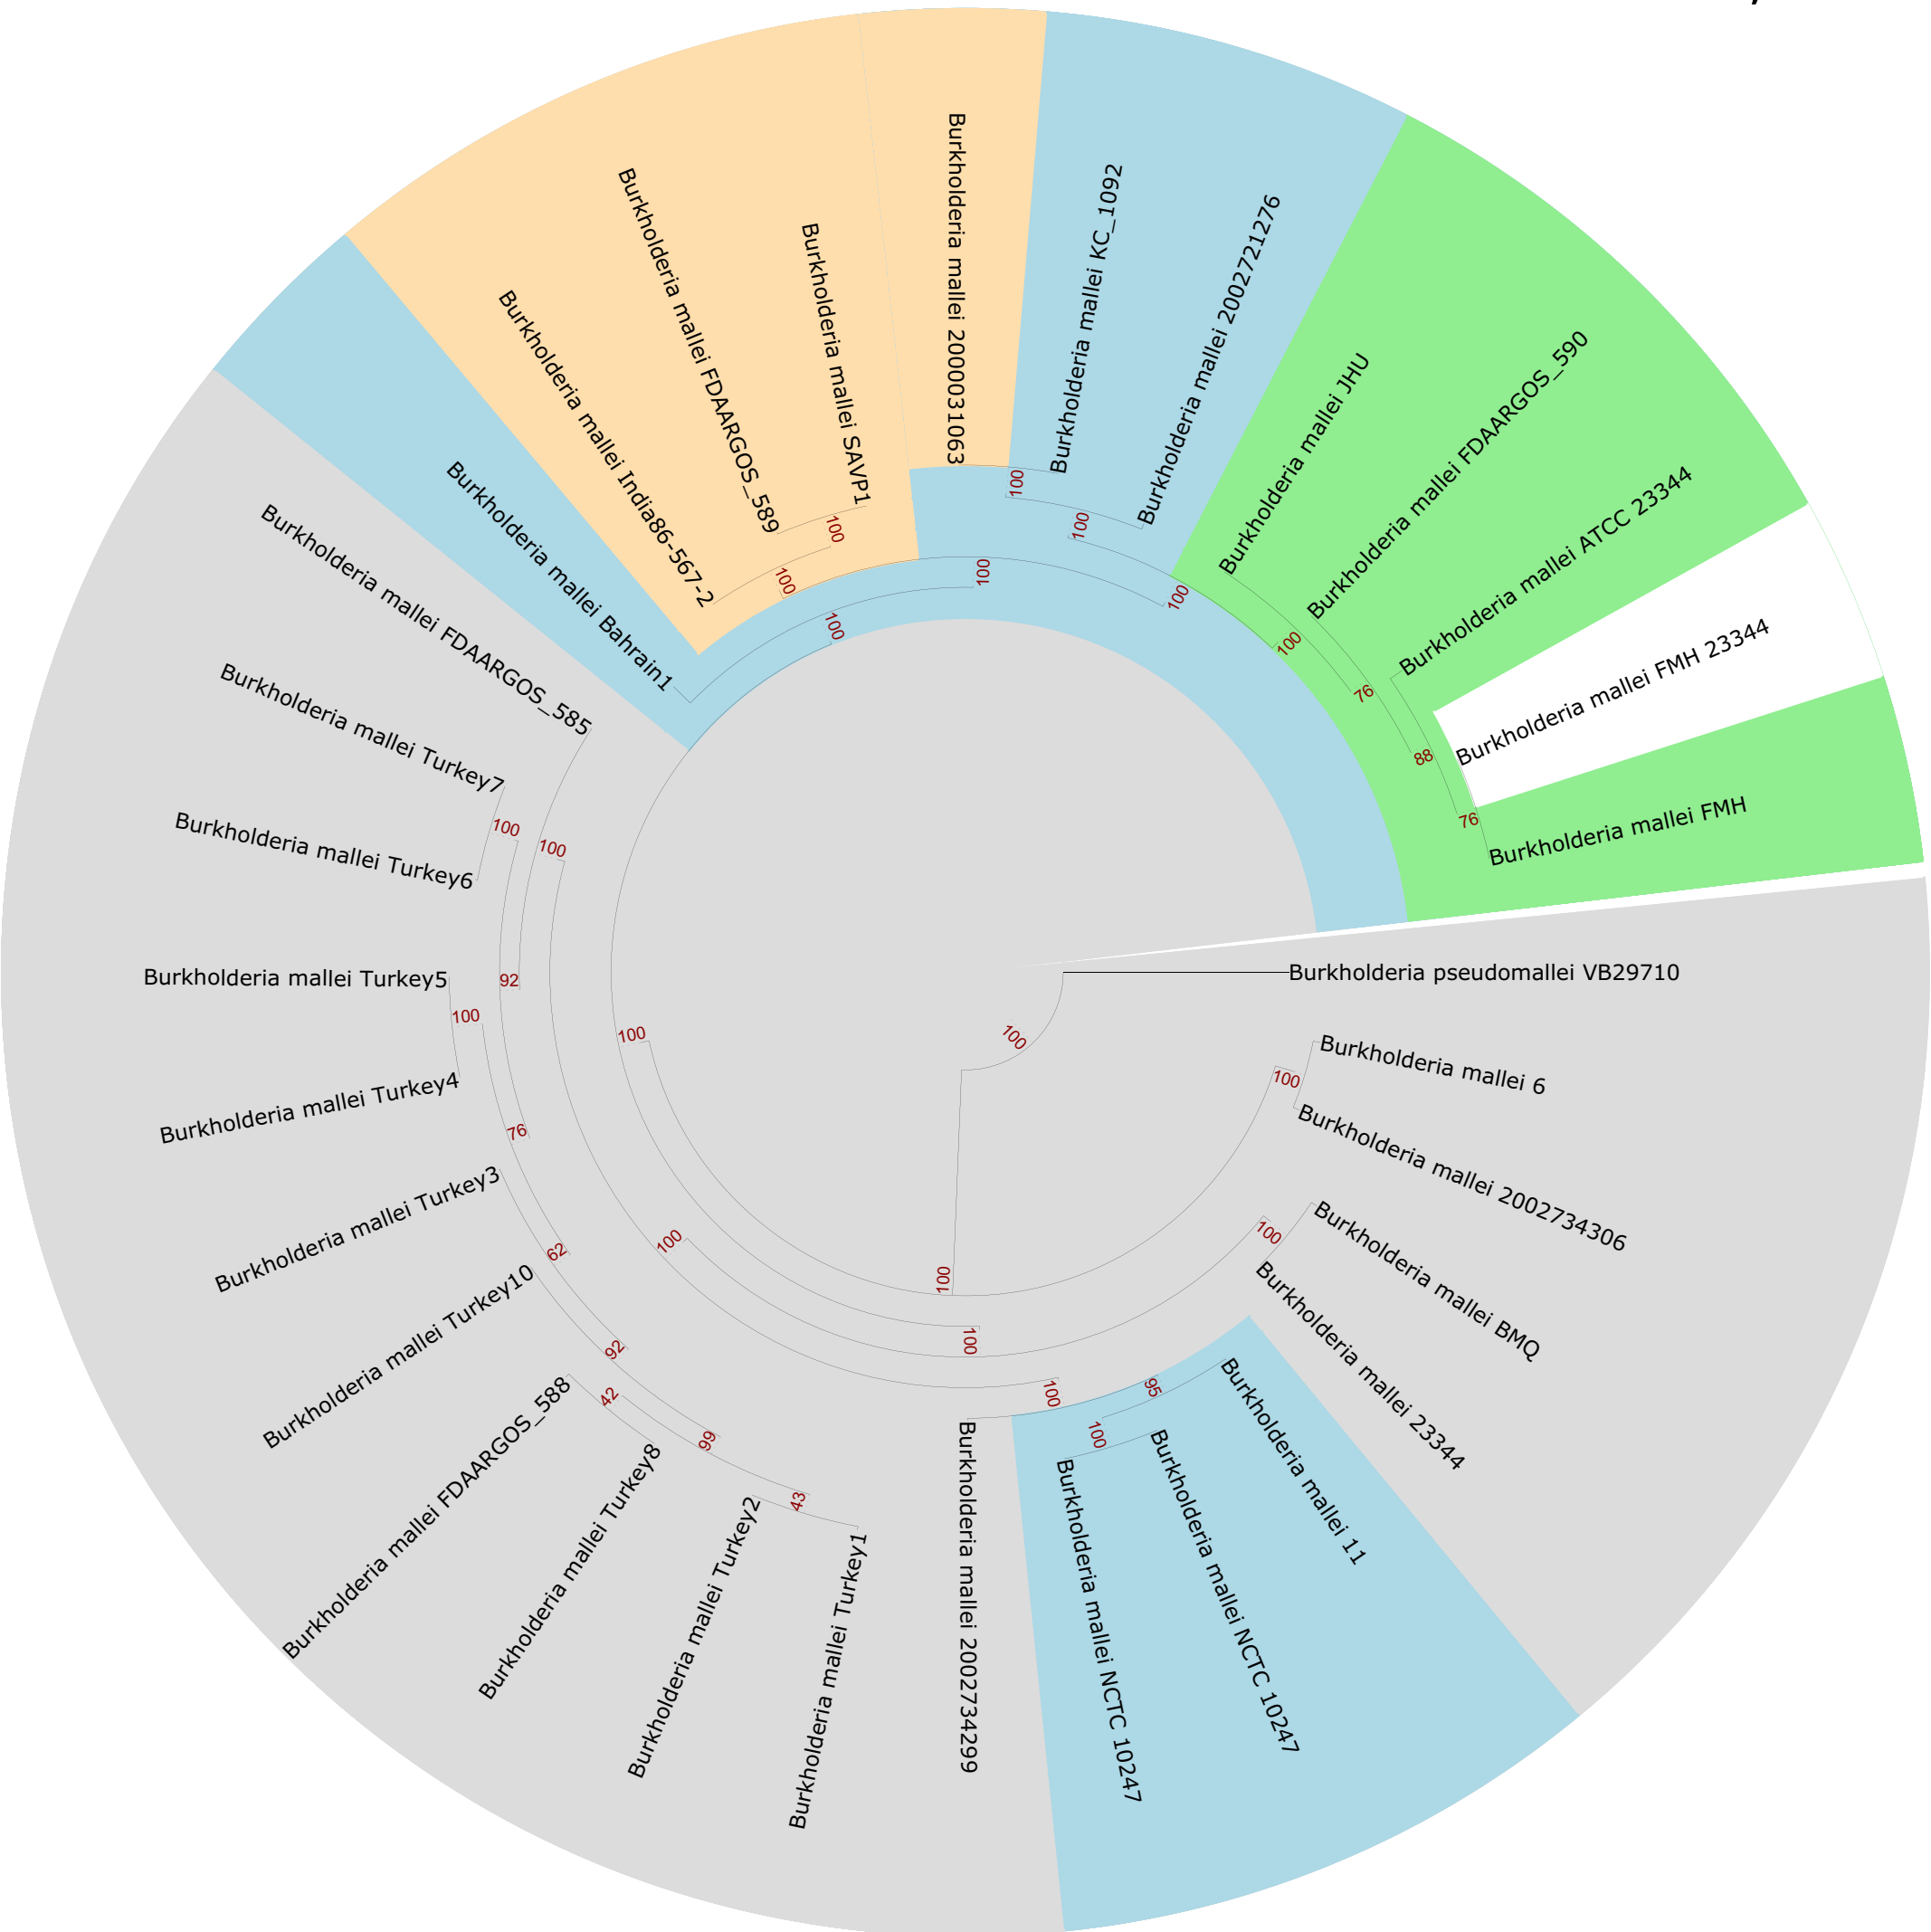 Burkholderia mallei 2000031063
Burkholderia mallei KC_1092
Burkholderia mallei 2002721276
Burkholderia mallei JHU
Burkholderia mallei FDAARGOS_590
Burkholderia mallei ATCC 23344
Burkholderia mallei FMH 23344
Burkholderia mallei FMH
Burkholderia pseudomallei VB29710
Burkholderia mallei 6
Burkholderia mallei 2002734306
Burkholderia mallei BMQ
Burkholderia mallei 23344
Burkholderia mallei 11
Burkholderia mallei NCTC 10247
Burkholderia mallei NCTC 10247
Burkholderia mallei 2002734299
Burkholderia mallei Turkey1
Burkholderia mallei Turkey2
Burkholderia mallei Turkey8
Burkholderia mallei FDAARGOS_588
Burkholderia mallei Turkey10
Burkholderia mallei Turkey3
Burkholderia mallei Turkey4
Burkholderia mallei Turkey5
Burkholderia mallei Turkey6
Burkholderia mallei Turkey7
Burkholderia mallei FDAARGOS_585
Burkholderia mallei Bahrain1
Burkholderia mallei India86-567-2
Burkholderia mallei FDAARGOS_589
Burkholderia mallei SAVP1
100
100
100
100
100
100
100
100
76
88
76
100
100
92
100
76
62
92
42
99
43
100
100
100
100
95
100
100
100
100
100